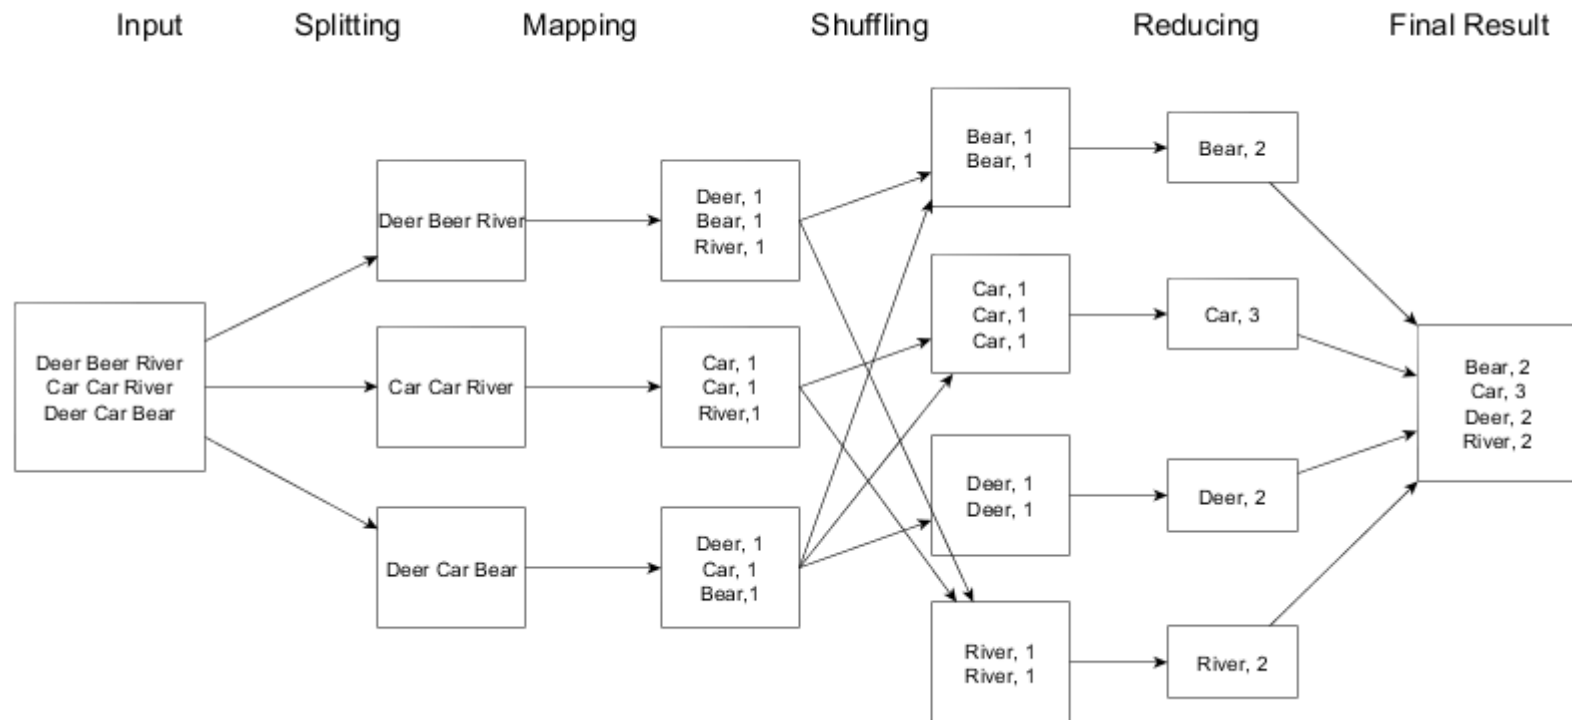 Input
Splitting
Mapping
Shuffling
Reducing
Final Result
Deer Beer River
Car Car River
Deer Car Bear
Deer Beer River
Car Car River
Deer Car Bear
Deer, 1
Bear, 1
River, 1
Car, 1
Car, 1
River,1
Deer, 1
Car, 1
Bear,1
Bear, 1
Bear, 1
Car, 1
Car, 1
Car, 1
Deer, 1
Deer, 1
River, 1
River, 1
Bear, 2
Car, 3
Deer, 2
River, 2
Bear, 2
Car, 3
Deer, 2
River, 2